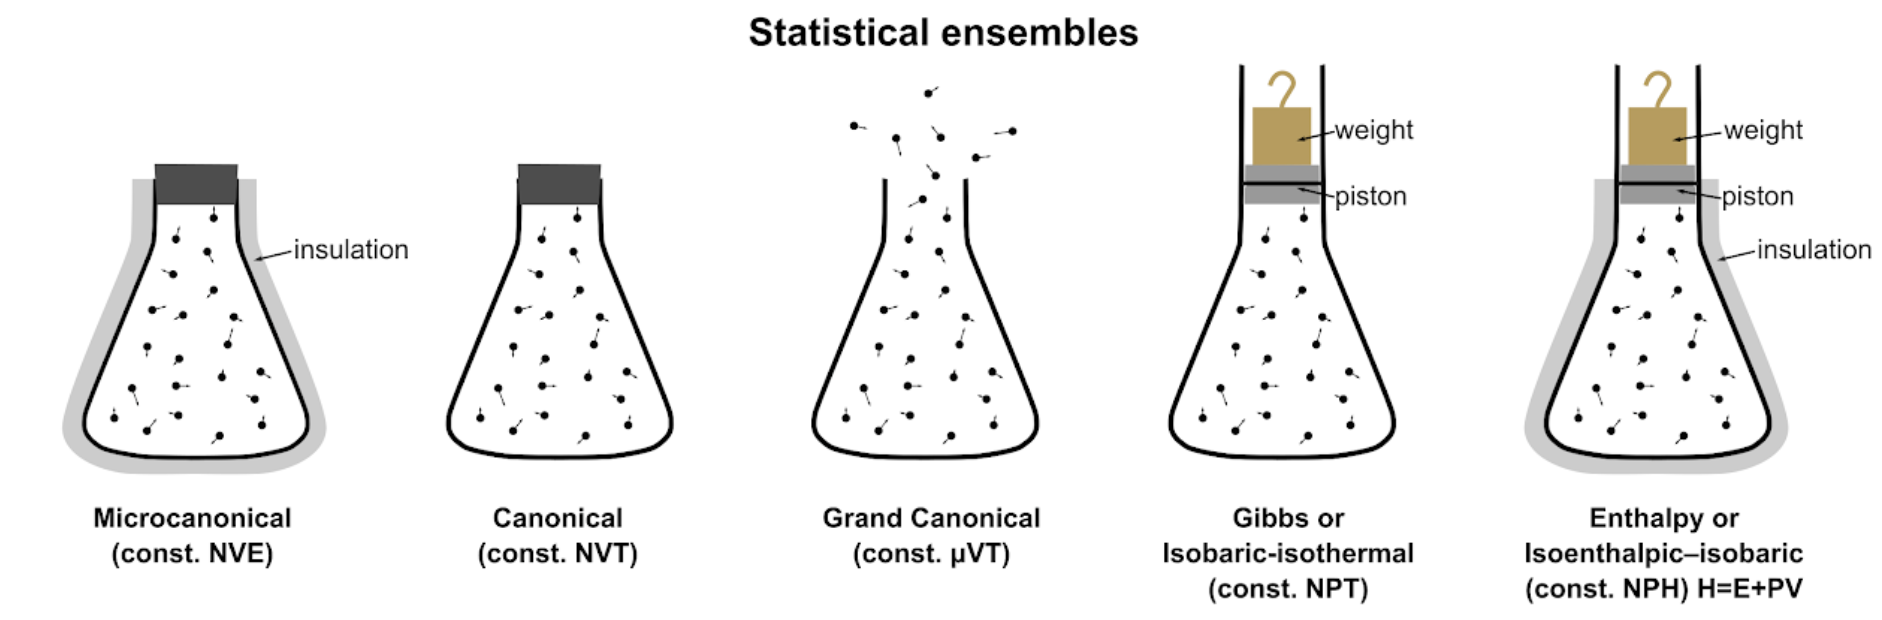 Statistical ensembles
weight
piston
weight
piston
insulation
insulation
Microcanonical
(const. NVE)
Canonical
(const. NVT)
Grand Canonical
(const. μVT)
Gibbs or
Isobaric-isothermal
(const. NPT)
Enthalpy or
Isoenthalpic–isobaric
(const. NPH) H=E+PV